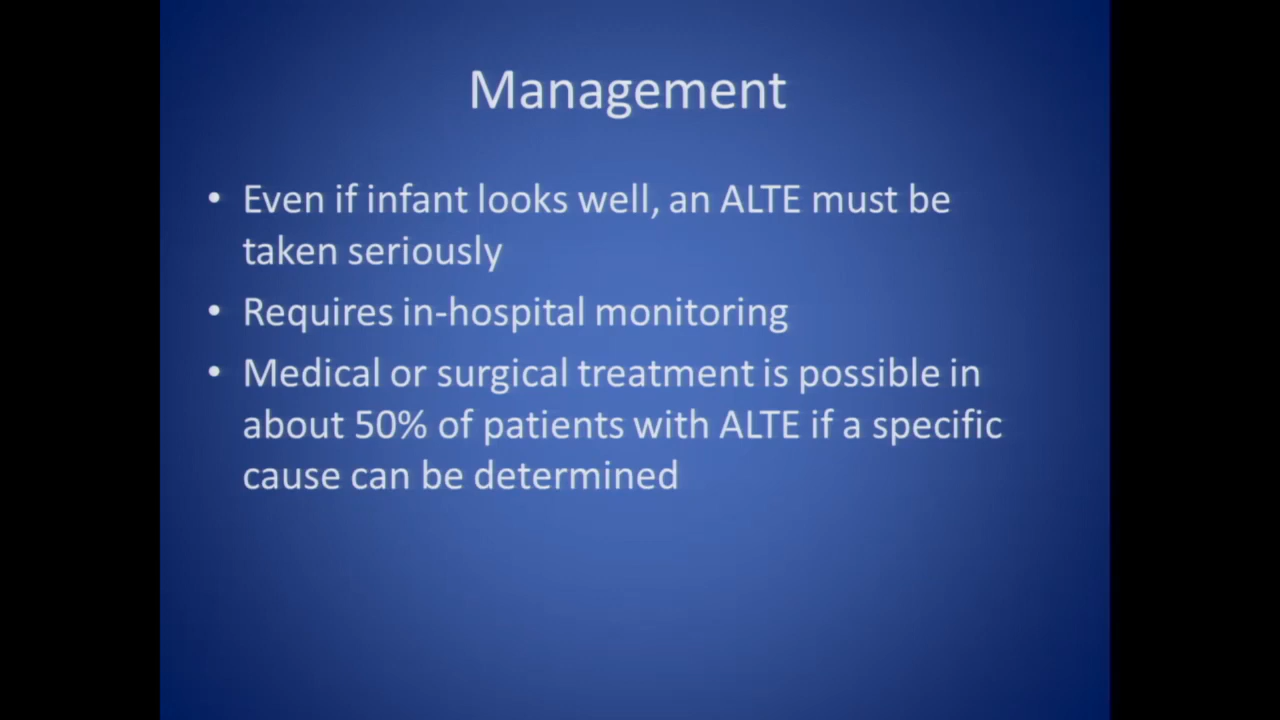 Management
• Even if infant looks well, an ALTE must be
taken seriously
• Requires in-hospital monitoring
• Medical or surgical treatment is possible in
about 50% of patients with ALTE if a specific
cause can be determined